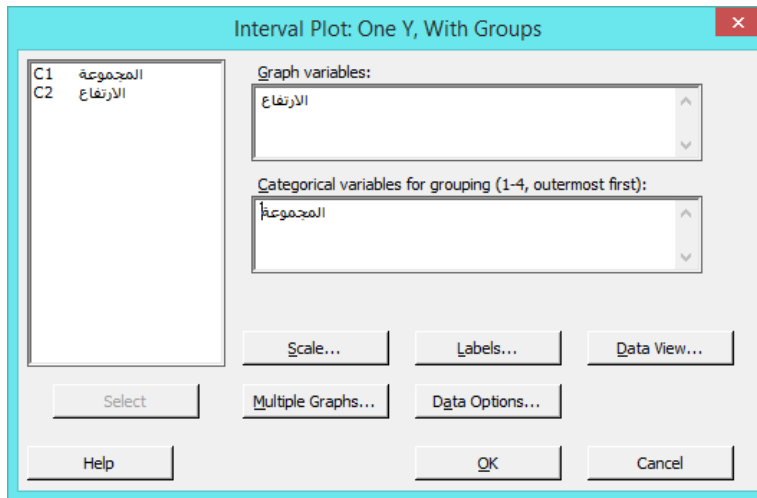 Interval Plot: One Y, With Groups
C1 المجموعة
C2 الارتفاع
Graph variables:
الارتفاع
Categorical variables for grouping (1-4, outermost first):
المجموعة
Scale...
Labels...
Data View...
Select
Multiple Graphs...
Data Options...
Help
OK
Cancel